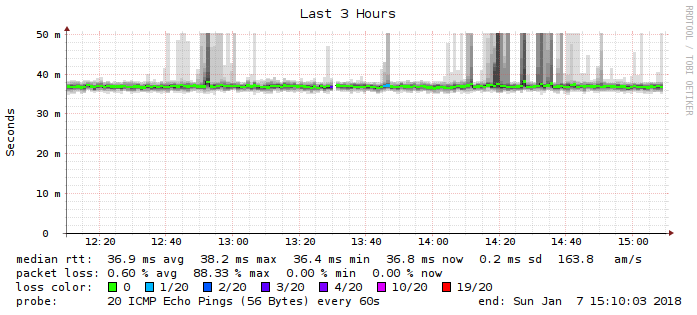 Last 3 Hours
RRDTOOL / TOBI OETIKER
Seconds
50 m
40 m
30 m
20 m
10 m
0
12:20 12:40 13:00 13:20 13:40 14:00 14:20 14:40 15:00
median rtt: 36.9 ms avg 38.2 ms max 36.4 ms min 36.8 ms now 0.2 ms sd 163.8 am/s
packet loss: 0.60 % avg 88.33 % max 0.00 % min 0.00 % now
loss color: 0 1/20 2/20 3/20 4/20 10/20 19/20
probe: 20 ICMP Echo Pings (56 Bytes) every 60s end: Sun Jan 7 15:10:03 2018